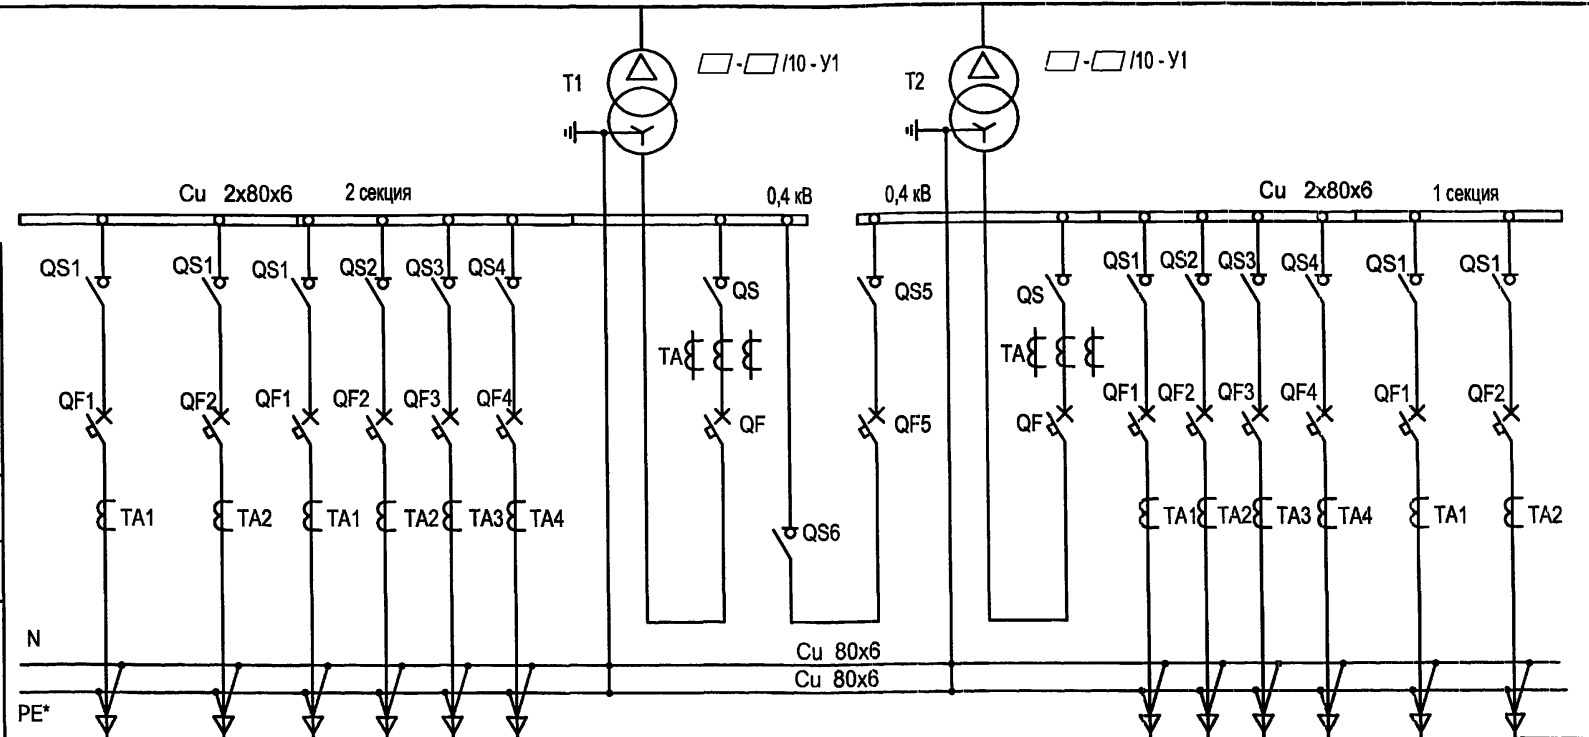 T1
/10 - У1
T2
/10 - У1
Cu 2x80x6
2 секция
0,4 кВ
0,4 кВ
Cu 2x80x6
1 секция
QS1
QS1
QS1
QS2
QS3
QS4
QS
QS5
QS
QS1
QS2
QS3
QS4
QS1
QS1
TA
TA
QF1
QF2
QF1
QF2
QF3
QF4
QF
QF5
QF
QF1
QF2
QF3
QF4
QF1
QF2
TA1
TA2
TA1
TA2
TA3
TA4
QS6
TA1
TA2
TA3
TA4
TA1
TA2
N
Cu 80x6
Cu 80x6
PE*